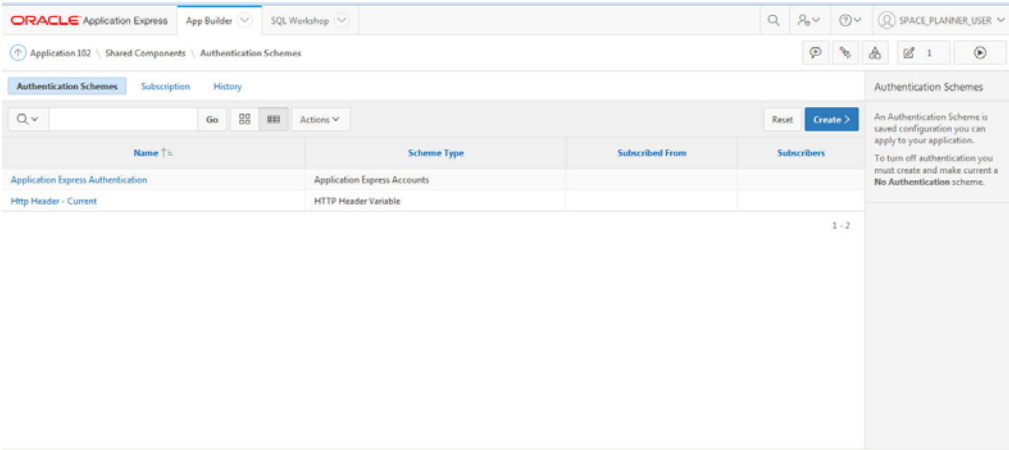 ORACLE Application Express App Builder SQL Workshop SPACE_PLANNER_USER
Application 102 \ Shared Components \ Authentication Schemes 1
Authentication Schemes Subscription History
Go Actions Reset Create >
Name Scheme Type Subscribed From Subscribers
Application Express Authentication Application Express Accounts
Http Header - Current HTTP Header Variable
1 - 2
Authentication Schemes
An Authentication Scheme is
saved configuration you can
apply to your application.
To turn off authentication you
must create and make current a
No Authentication scheme.